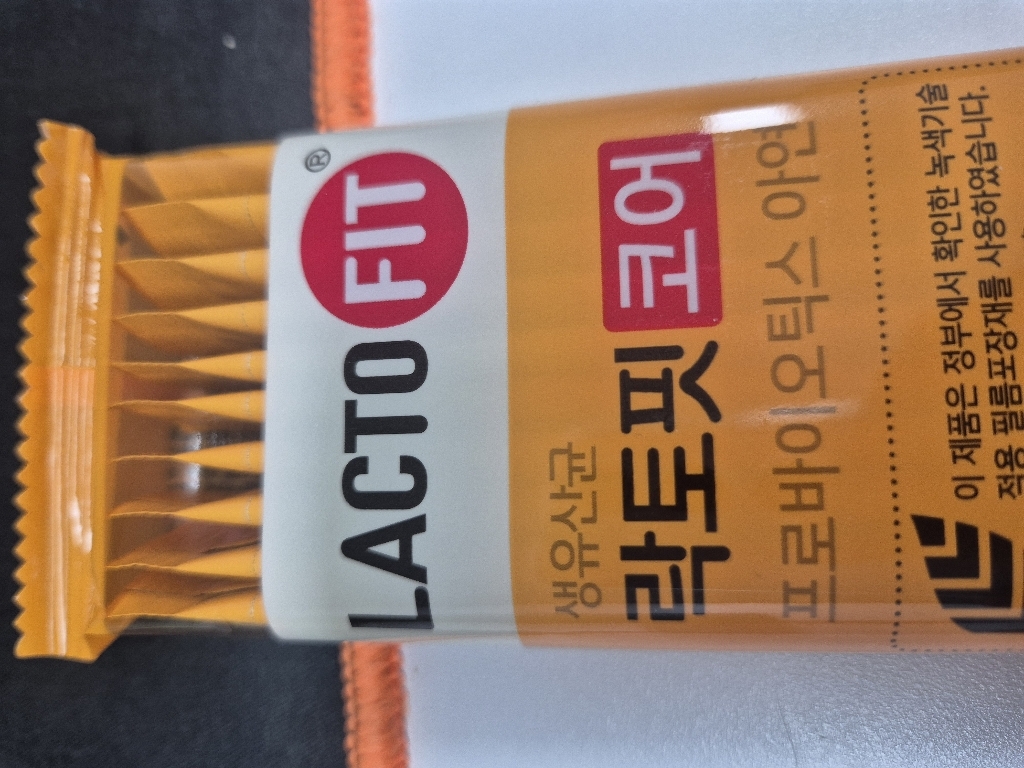 LACTO FIT®
생유산균
락토핏 코어
프로바이오틱스 아연
이 제품은 정부에서 확인한 녹색기술
적용 필름포장재를 사용하였습니다.